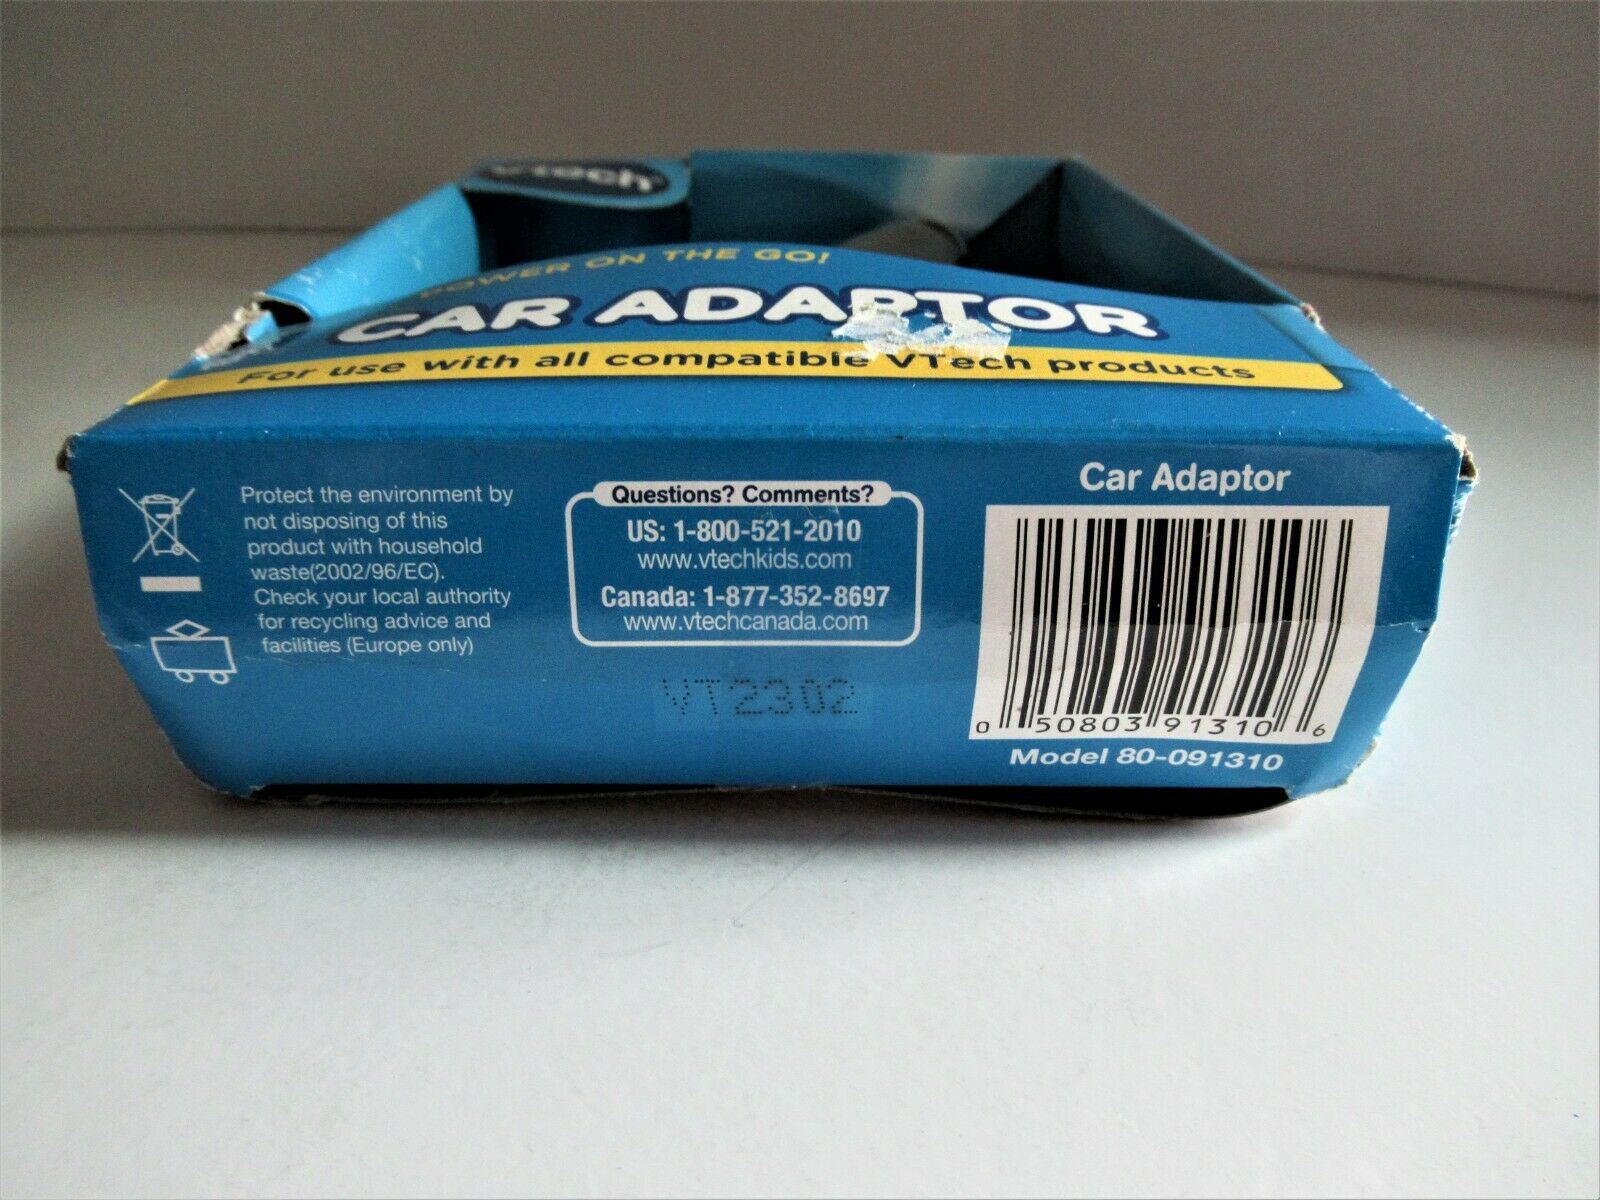 vtech
POWER ON THE GO!
CAR ADAPTOR
For use with all compatible VTech products
Protect the environment by
not disposing of this
product with household
waste(2002/96/EC).
Check your local authority
for recycling advice and
facilities (Europe only)
Questions? Comments?
US: 1-800-521-2010
www.vtechkids.com
Canada: 1-877-352-8697
www.vtechcanada.com
VT2302
Car Adaptor
0 50803 91310 6
Model 80-091310